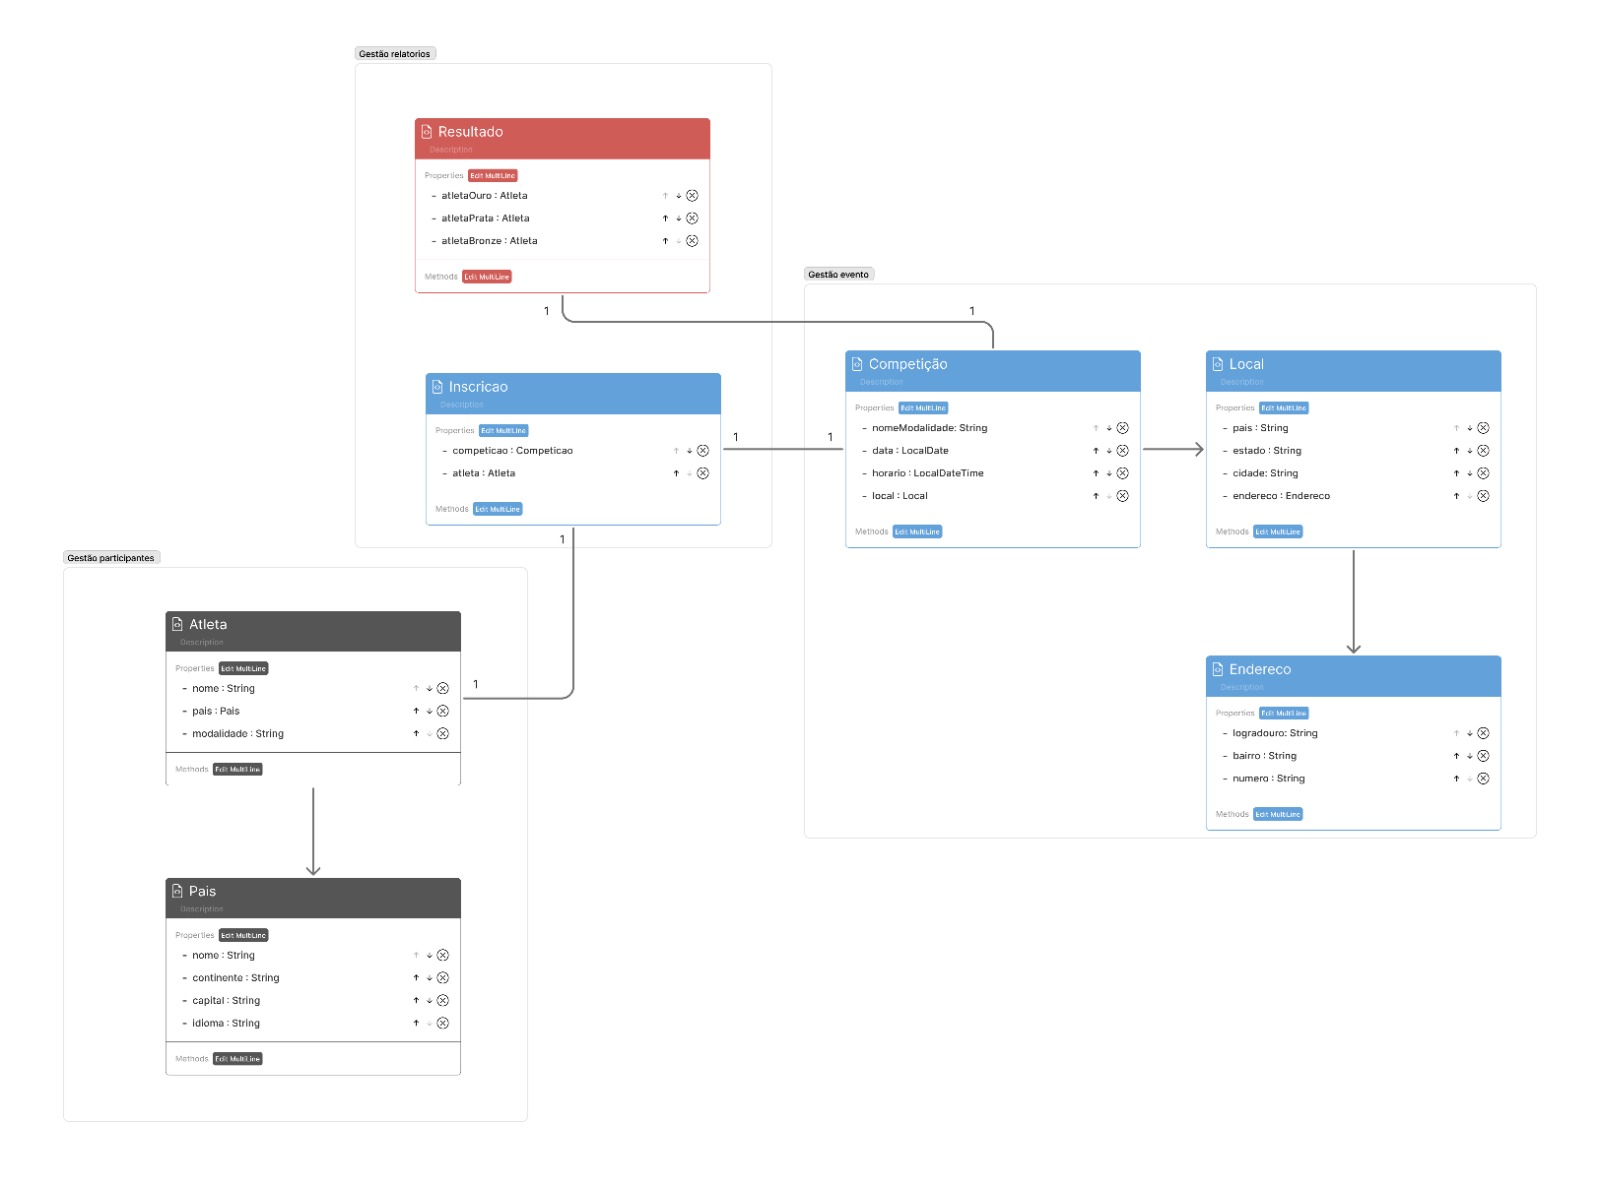 Gestão relatorios
Resultado
Description
Properties Edit MultiLine
- atletaOuro : Atleta
- atletaPrata : Atleta
- atletaBronze : Atleta
Methods Edit MultiLine
1
1
Inscricao
Description
Properties Edit MultiLine
- competicao : Competicao
- atleta : Atleta
Methods Edit MultiLine
1
1
1
Gestão evento
Competição
Description
Properties Edit MultiLine
- nomeModalidade: String
- data : LocalDate
- horario : LocalDateTime
- local : Local
Methods Edit MultiLine
Local
Description
Properties Edit MultiLine
- pais : String
- estado : String
- cidade: String
- endereco : Endereco
Methods Edit MultiLine
Endereco
Description
Properties Edit MultiLine
- logradouro: String
- bairro : String
- numero : String
Methods Edit MultiLine
Gestão participantes
Atleta
Description
Properties Edit MultiLine
- nome : String
- pais : Pais
- modalidade : String
Methods Edit MultiLine
1
Pais
Description
Properties Edit MultiLine
- nome : String
- continente : String
- capital : String
- idioma : String
Methods Edit MultiLine